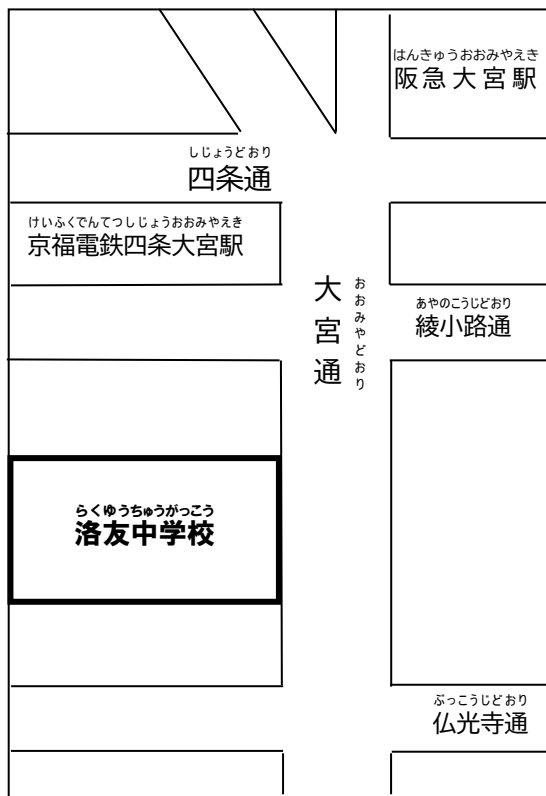 はんきゅうおおみやえき
阪急大宮駅
しじょうどおり
四条通
けいふくでんてつしじょうおおみやえき
京福電鉄四条大宮駅
おおみやどおり
大宮通
あやのこうじどおり
綾小路通
らくゆうちゅうがっこう
洛友中学校
ぶっこうじどおり
仏光寺通